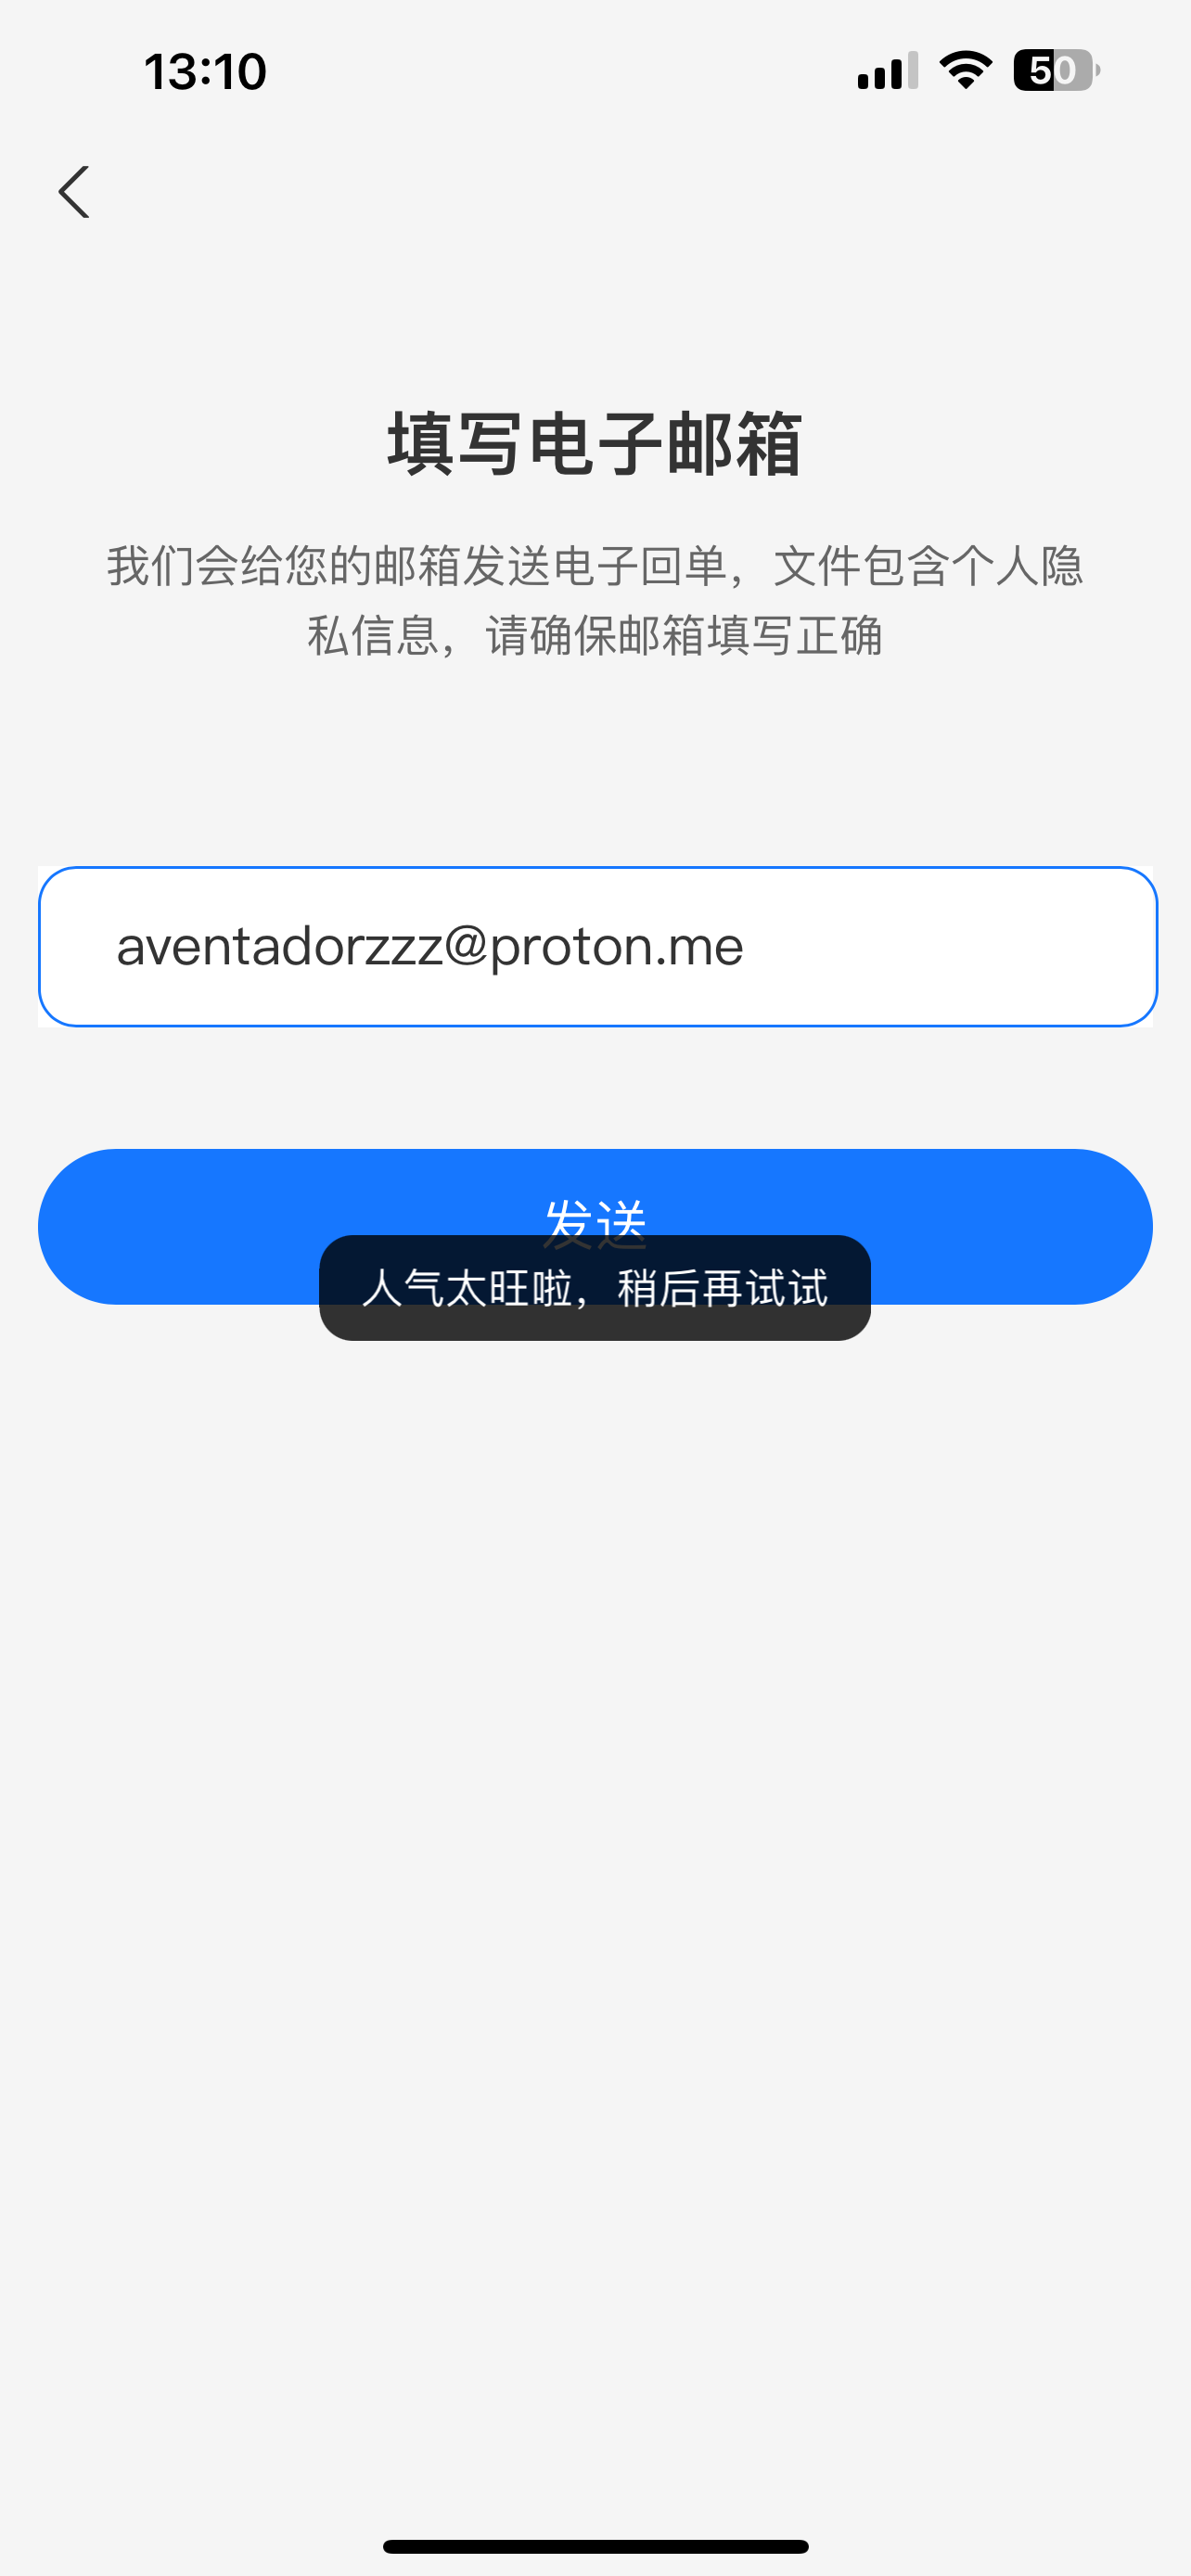 13:10
50
填写电子邮箱
我们会给您的邮箱发送电子回单，文件包含个人隐
私信息，请确保邮箱填写正确
aventadorzzz@proton.me
发送
人气太旺啦，稍后再试试